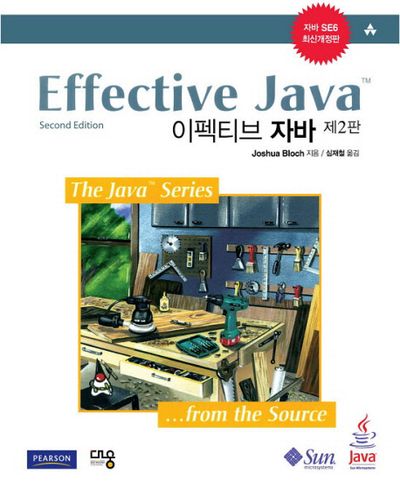 자바 SE6
최신개정판
Effective Java™
Second Edition
이펙티브 자바 제2판
Joshua Bloch 지음 / 심재철 옮김
The Java™ Series
...from the Source
PEARSON
Sun
microsystems
Java
Sun Microsystems